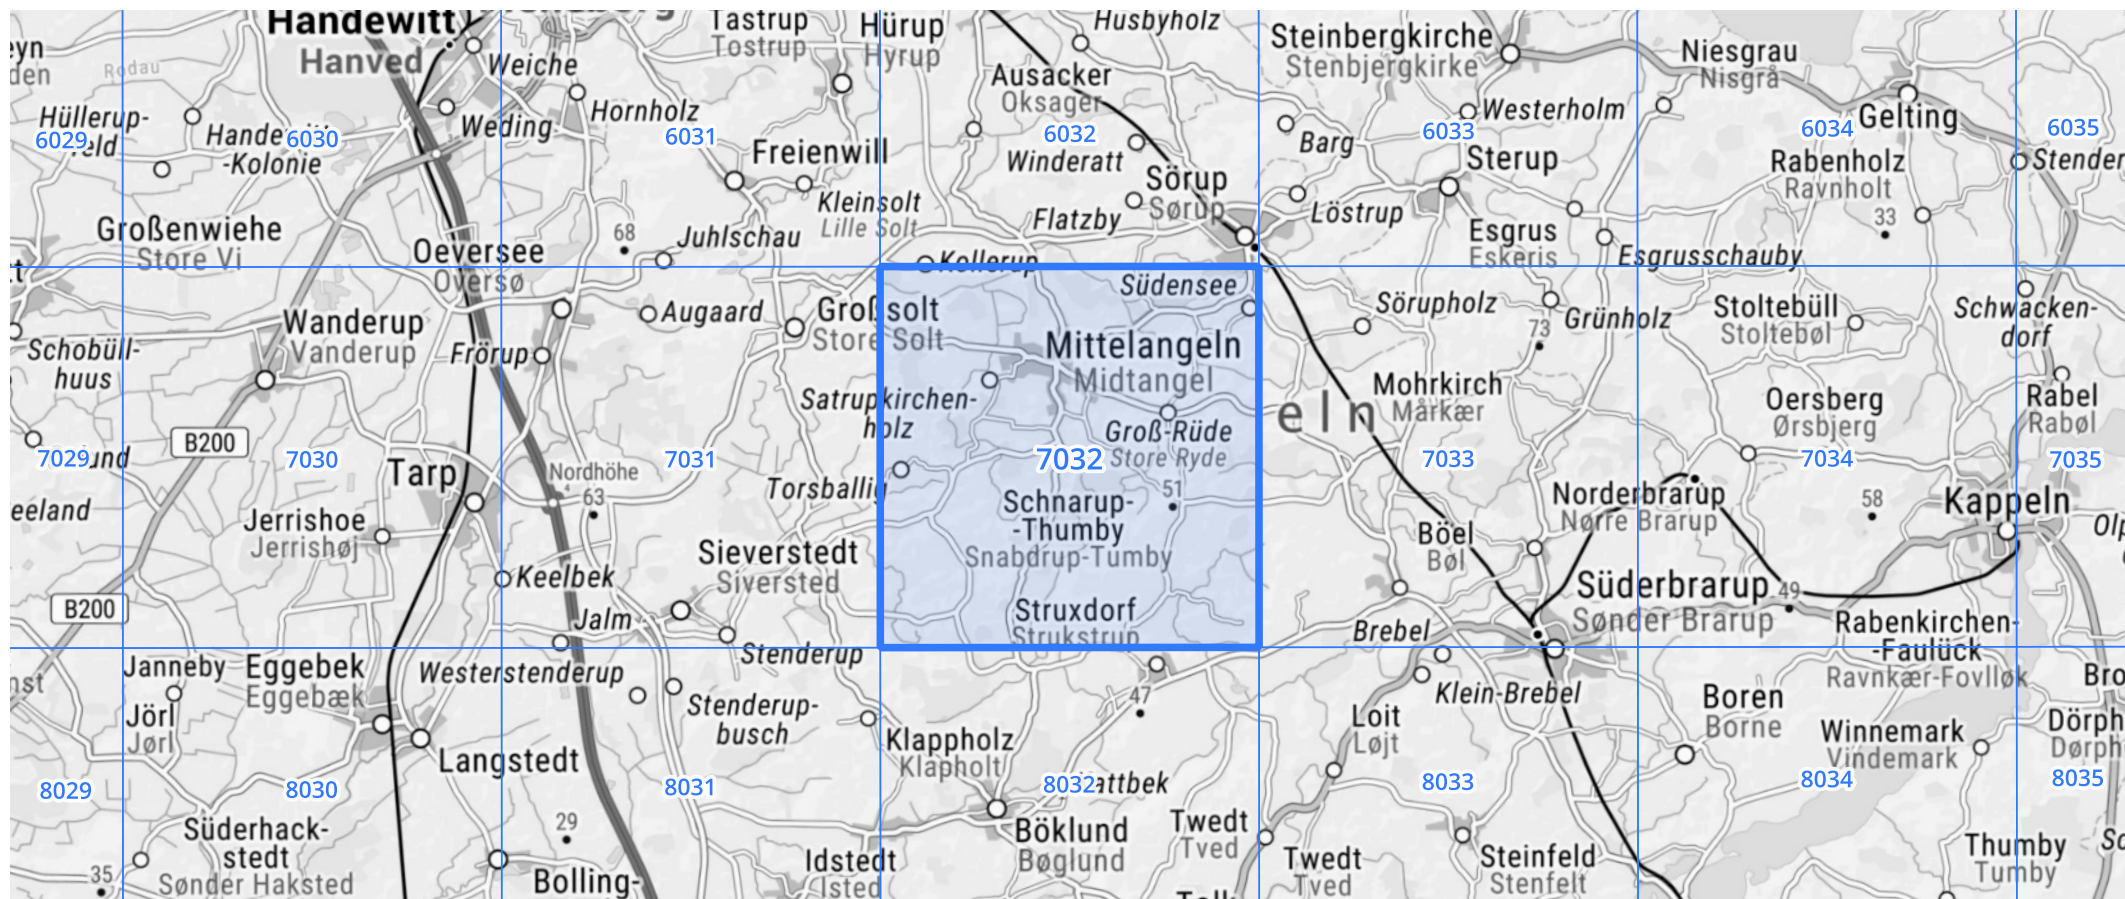 Handewitt
Hanved
Rodau
Weiche
Tastrup
Tostrup
Hürup
Hyrup
Husbyholz
Ausacker
Oksager
Steinbergkirche
Stenbjergkirke
Niesgrau
Nisgrå
Hüllerup-
6029
6030
-Kolonie
Weding
Hornholz
6031
Freienwill
6032
Winderatt
Barg
6033
Westerholm
Sterup
6034
Gelting
6035
Rabenholz
Ravnholt
Kleinsolt
Lille Solt
Sörup
Sørup
Flatzby
Löstrup
Großenwiehe
Store Vi
Oeversee
Oversø
68
Juhlschau
Kollerup
Esgrus
Eskeris
33
Esgrusschauby
Wanderup
Vanderup
Augaard
Großsolt
Store Solt
Südensee
Sörupholz
73
Grünholz
Stoltebüll
Stoltebøl
Schwacken-
dorf
Schobüll-
huus
Frörup
Mittelangeln
Midtangel
Satrupkirchen-
holz
Mohrkirch
Mårkær
eln
Oersberg
Ørsbjerg
Rabel
Rabøl
B200
7029
7030
Tarp
Nordhöhe
63
7031
7032
Groß-Rüde
Store Ryde
51
7033
7034
7035
Torsballig
Jerrishoe
Jerrishøj
Schnarup-
-Thumby
Snabdrup-Tumby
Norderbrarup
Nørre Brarup
58
Kappeln
Böel
Bøl
Keelbek
Sieverstedt
Siversted
B200
Jalm
Struxdorf
Strukstrup
Brebel
Süderbrarup
Sønder Brarup
49
Rabenkirchen-
-Faulück
Ravnkær-Fovlløk
Janneby
Eggebek
Eggebæk
Westerstenderup
Stenderup
Stenderup-
busch
47
Klein-Brebel
Boren
Borne
Jörl
Jørl
Langstedt
Klappholz
Klapholt
Loit
Løjt
Winnemark
Vindemark
8029
8030
8031
8032
8033
8034
8035
Süderhack-
stedt
Sønder Haksted
35
29
Bolling-
Idstedt
Isted
Böklund
Bøglund
Twedt
Tved
Twedt
Tved
Steinfeld
Stenfelt
Thumby
Tumby